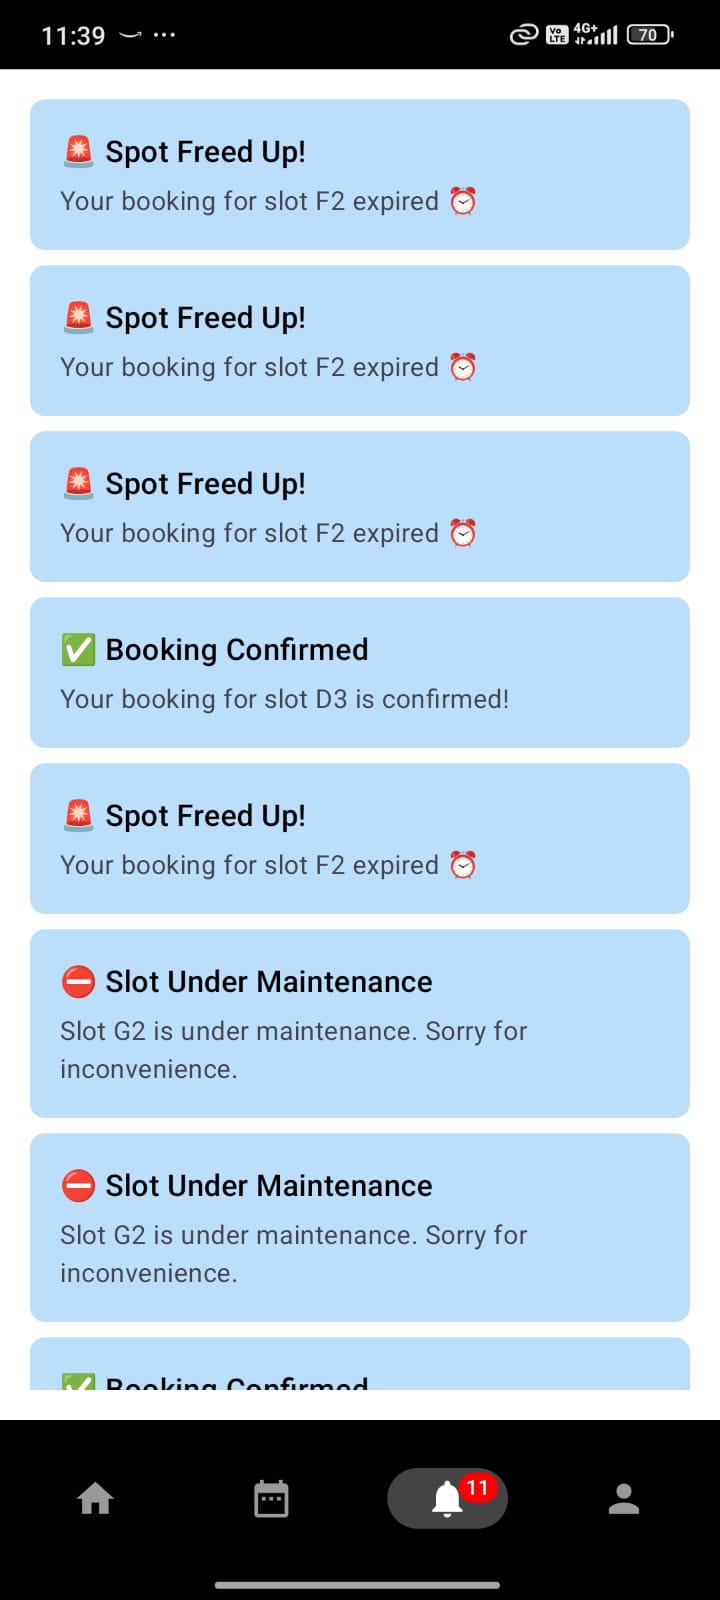 11:39
Vo LTE 4G+ 70
🚨 Spot Freed Up!
Your booking for slot F2 expired ⏰
🚨 Spot Freed Up!
Your booking for slot F2 expired ⏰
🚨 Spot Freed Up!
Your booking for slot F2 expired ⏰
✅ Booking Confirmed
Your booking for slot D3 is confirmed!
🚨 Spot Freed Up!
Your booking for slot F2 expired ⏰
⛔ Slot Under Maintenance
Slot G2 is under maintenance. Sorry for
inconvenience.
⛔ Slot Under Maintenance
Slot G2 is under maintenance. Sorry for
inconvenience.
✅ Booking Confirmed
11